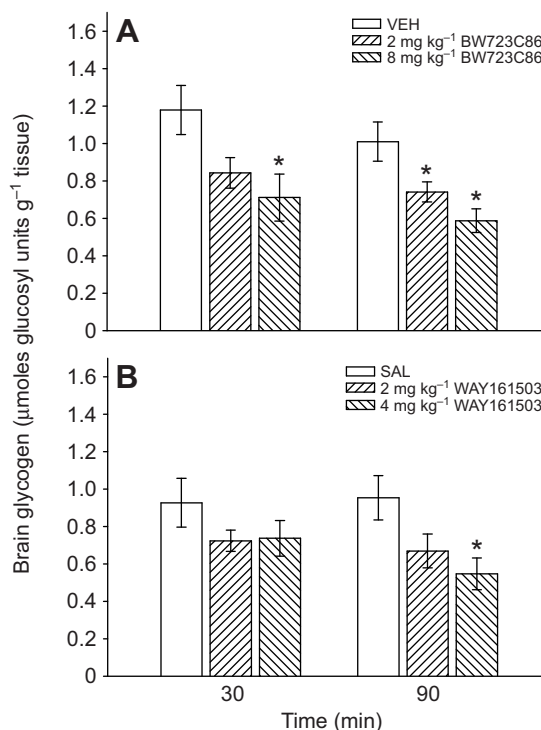 Brain glycogen (μmoles glucosyl units g⁻¹ tissue)
A
VEH
2 mg kg⁻¹ BW723C86
8 mg kg⁻¹ BW723C86
1.6
1.4
1.2
1.0
0.8
0.6
0.4
0.2
0
*
*
*
B
SAL
2 mg kg⁻¹ WAY161503
4 mg kg⁻¹ WAY161503
1.6
1.4
1.2
1.0
0.8
0.6
0.4
0.2
0
*
30 90
Time (min)